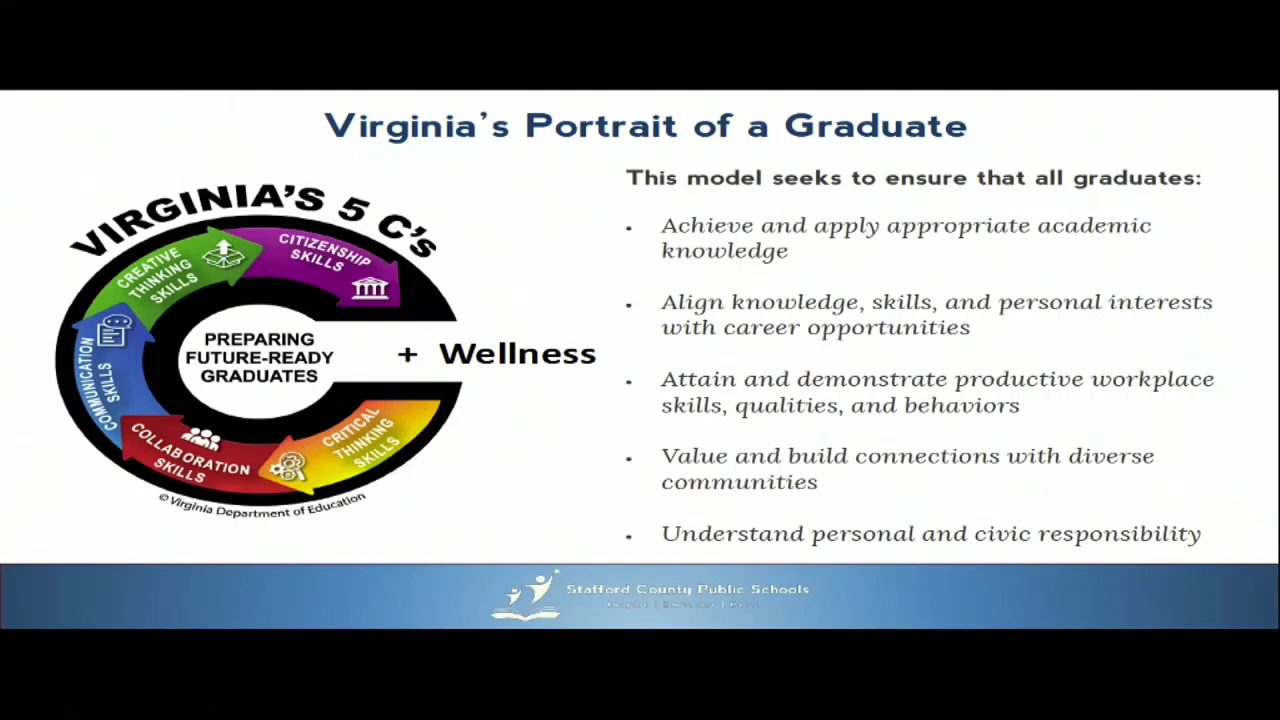 Virginia's Portrait of a Graduate
VIRGINIA'S 5 C's
CREATIVE
THINKING
SKILLS
CITIZENSHIP
SKILLS
COMMUNICATION
SKILLS
PREPARING
FUTURE-READY
GRADUATES
+ Wellness
COLLABORATION
SKILLS
CRITICAL
THINKING
SKILLS
© Virginia Department of Education
This model seeks to ensure that all graduates:
• Achieve and apply appropriate academic
knowledge
• Align knowledge, skills, and personal interests
with career opportunities
• Attain and demonstrate productive workplace
skills, qualities, and behaviors
• Value and build connections with diverse
communities
• Understand personal and civic responsibility
Stafford County Public Schools